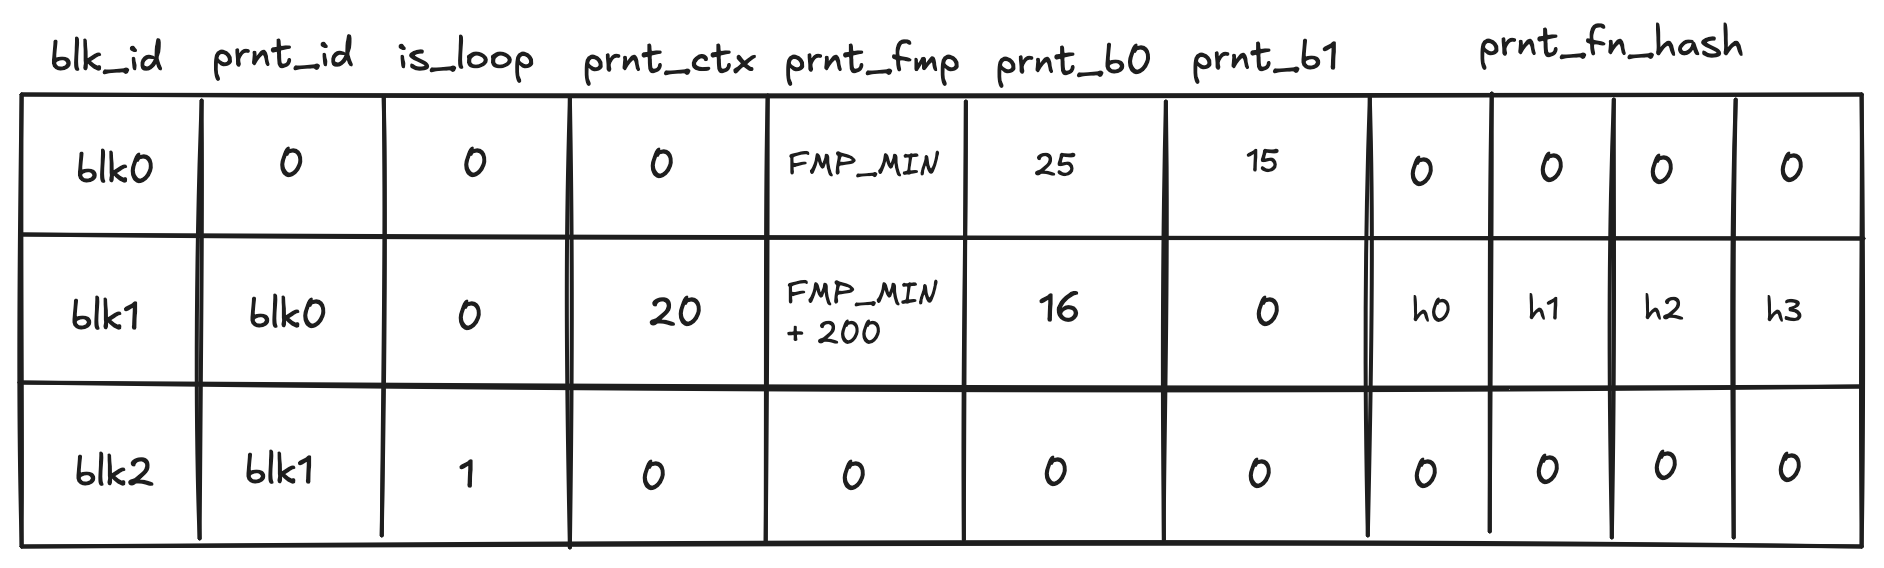 blk_id prnt_id is_loop prnt_ctx prnt_fmp prnt_b0 prnt_b1 prnt_fn_hash
blk0 0 0 0 FMP_MIN 25 15 0 0 0 0
blk1 blk0 0 20 FMP_MIN + 200 16 0 h0 h1 h2 h3
blk2 blk1 1 0 0 0 0 0 0 0 0